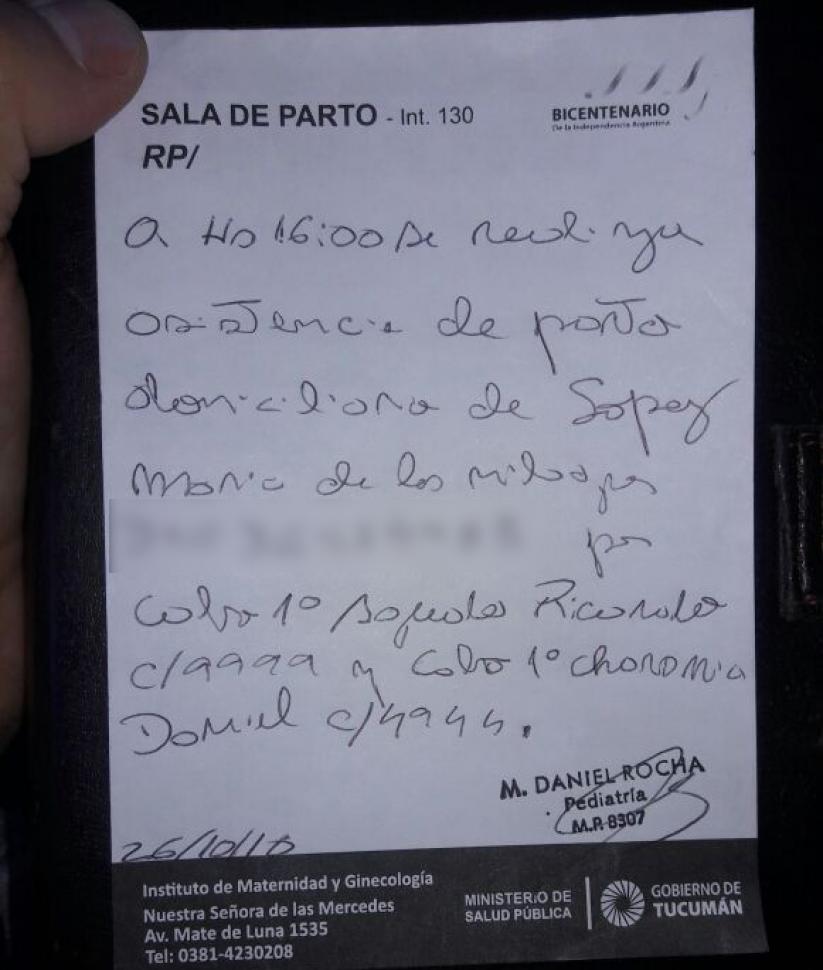 SALA DE PARTO - Int. 130
BICENTENARIO
De la Independencia Argentina
RP/
a Hs 16:00 se realiza
asistencia de parto
domiciliario de Lopez
Maria de los milagros
por
Cabo 1º Ricardo
c/9999 y Cabo 1º
Daniel c/4944.
M. DANIEL ROCHA
Pediatría
M.P. 8307
26/10/18
Instituto de Maternidad y Ginecología
Nuestra Señora de las Mercedes
Av. Mate de Luna 1535
Tel: 0381-4230208
MINISTERIO DE
SALUD PÚBLICA
GOBIERNO DE
TUCUMÁN